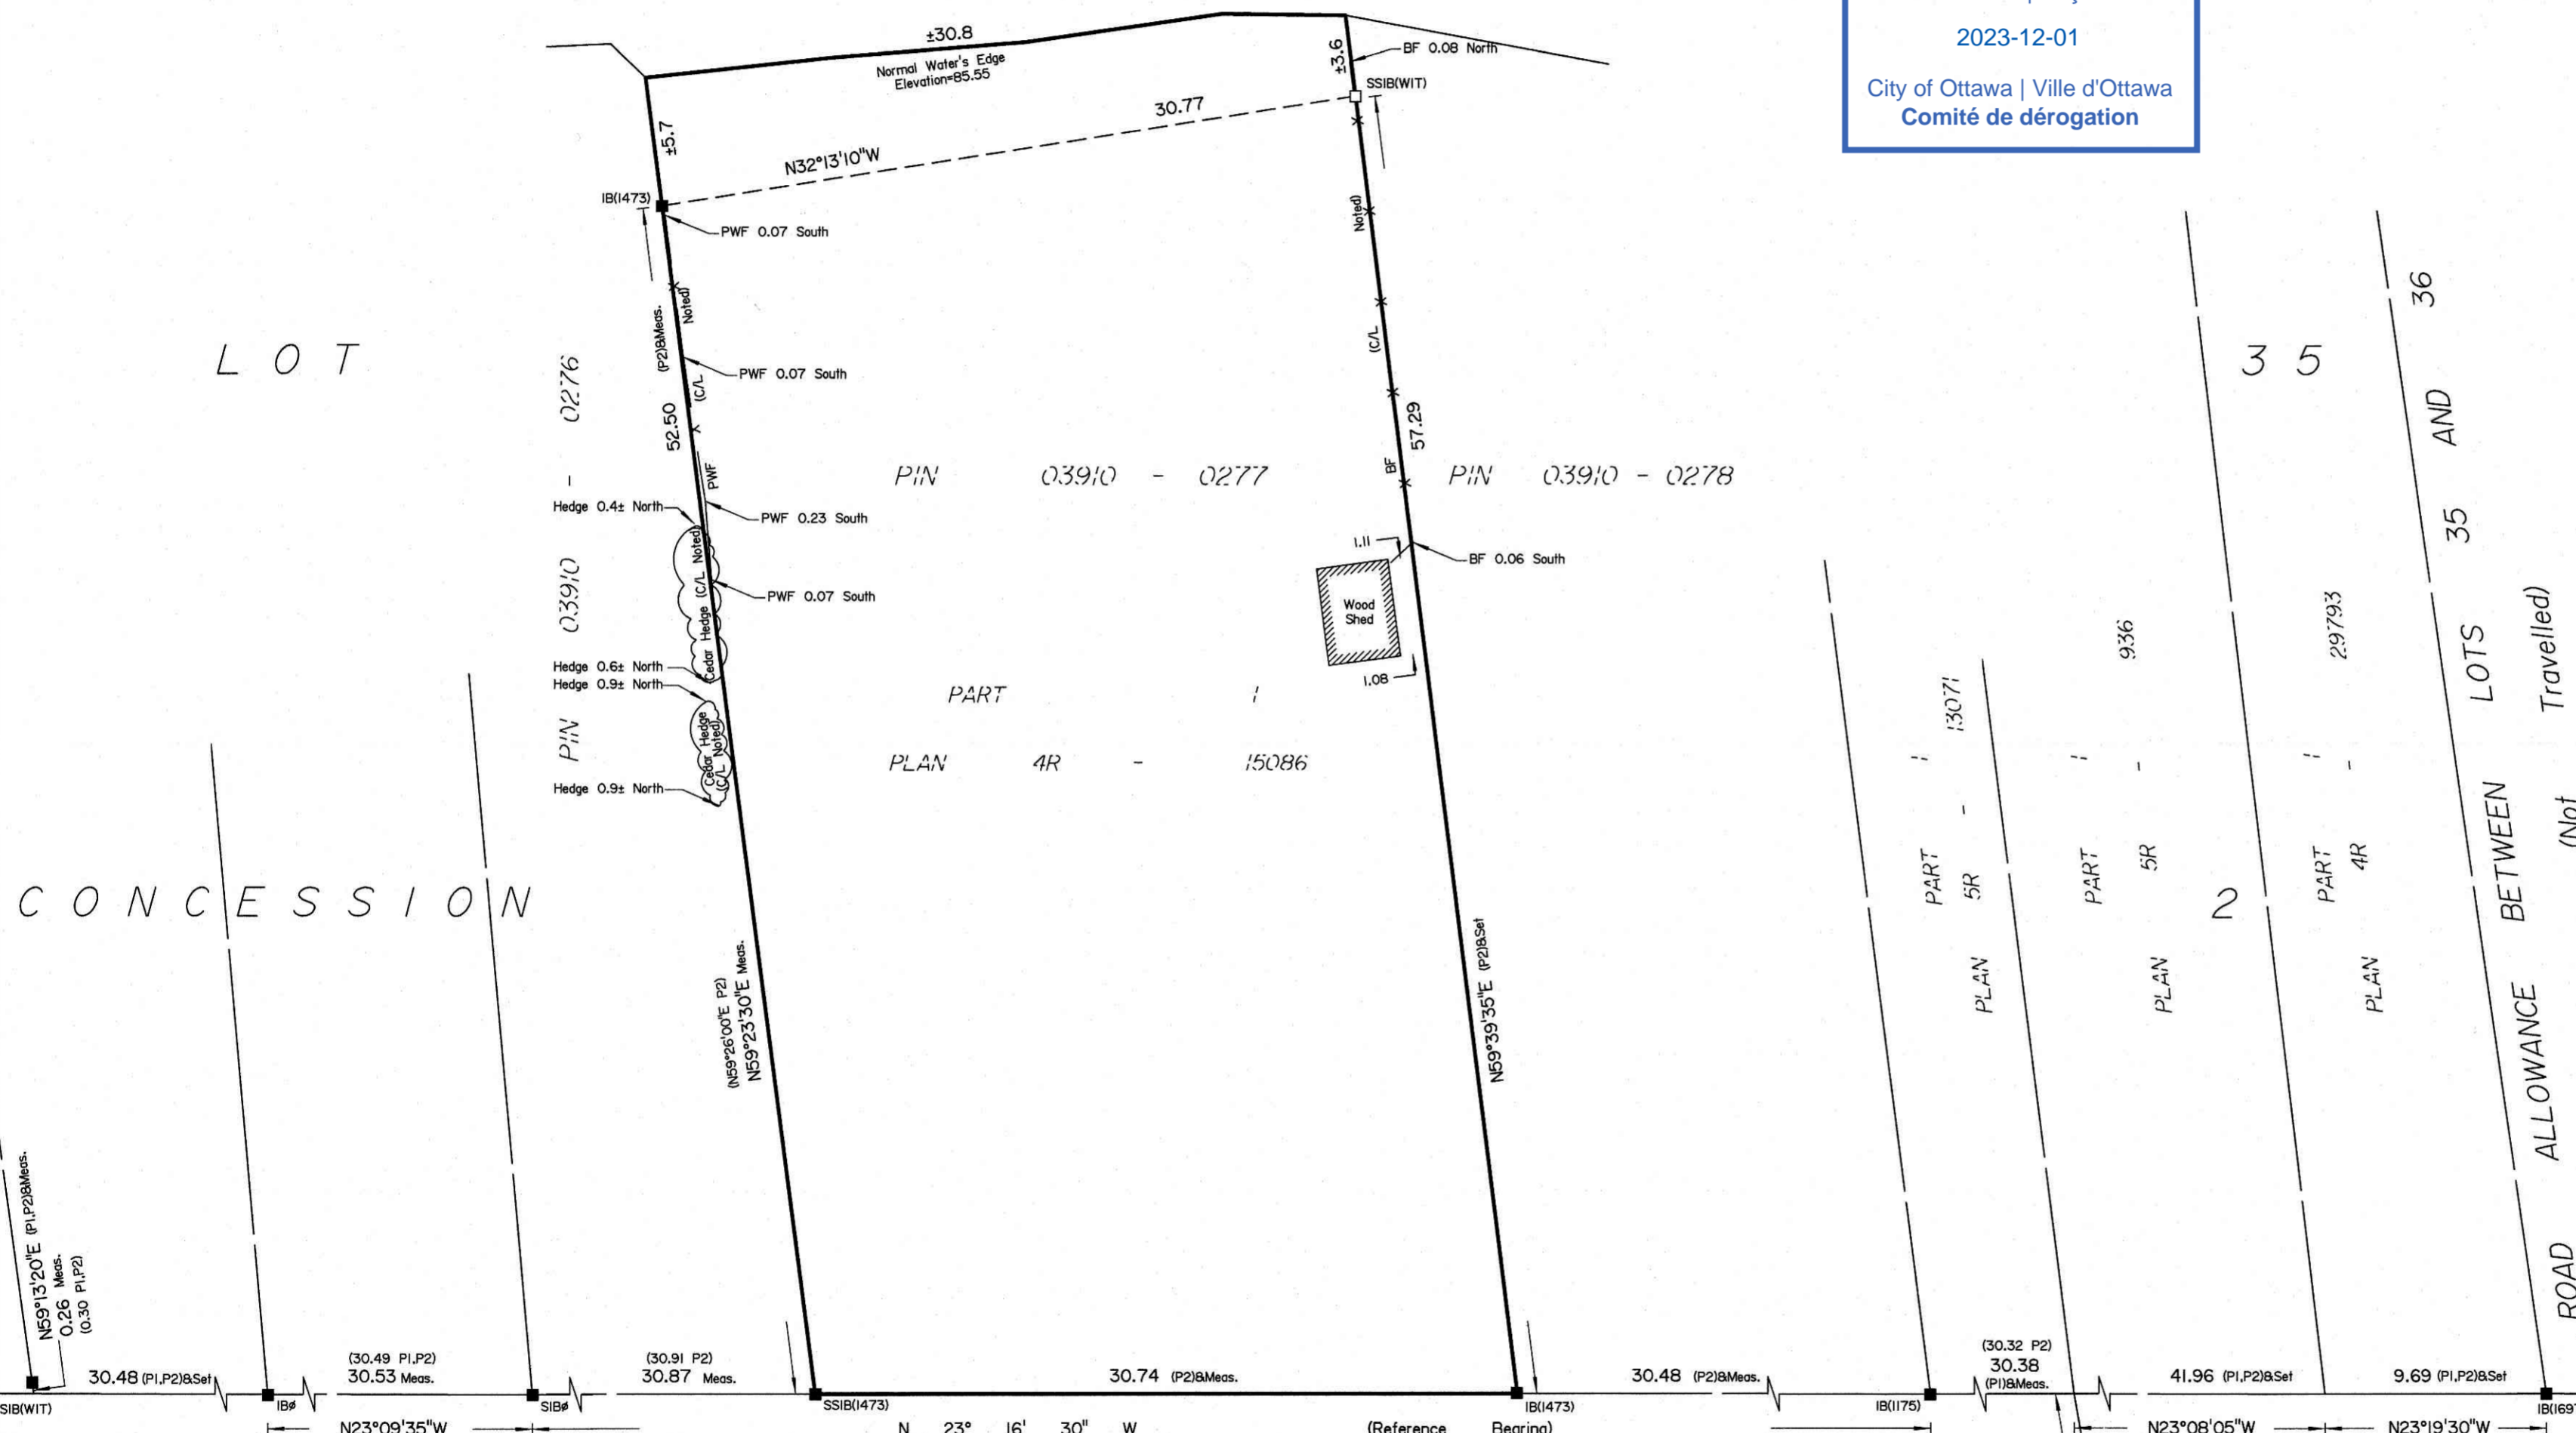 2023-12-01
City of Ottawa | Ville d'Ottawa
Comité de dérogation
±30.8
Normal Water's Edge
Elevation=85.55
±3.6
BF 0.08 North
SSIB(WIT)
30.77
N32°13'10"W
±5.7
IB(1473)
PWF 0.07 South
(P2)&Meas.
Noted)
Noted)
36
LOT
35
0276
-
03910
PIN
52.50
(C/L
PWF 0.07 South
(C/L
57.29
AND
PWF
BF
PIN 03910 - 0277
PIN 03910 - 0278
Hedge 0.4± North
PWF 0.23 South
Cedar Hedge (C/L Noted)
1.11
BF 0.06 South
35
PWF 0.07 South
Wood
Shed
1.08
Hedge 0.6± North
Hedge 0.9± North
Cedar Hedge
(C/L Noted)
Hedge 0.9± North
PART 1
PLAN 4R - 15086
PART 1
PLAN 5R - 13071
PART 1
PLAN 5R - 936
PART 1
PLAN 4R - 29793
LOTS
BETWEEN
Travelled)
(Not
ALLOWANCE
ROAD
CONCESSION
2
(N59°26'00"E P2)
N59°23'30"E Meas.
N59°39'35"E (P2)&Set
N59°13'20"E (P1,P2)&Meas.
0.26 Meas.
(0.30 P1,P2)
30.48 (P1,P2)&Set
(30.49 P1,P2)
30.53 Meas.
(30.91 P2)
30.87 Meas.
30.74 (P2)&Meas.
30.48 (P2)&Meas.
(30.32 P2)
30.38
(P1)&Meas.
41.96 (P1,P2)&Set
9.69 (P1,P2)&Set
SIB(WIT)
IBø
SIBø
SSIB(1473)
IB(1473)
IB(1175)
IB(169
N23°09'35"W
N 23° 16' 30" W (Reference Bearing)
N23°08'05"W
N23°19'30"W